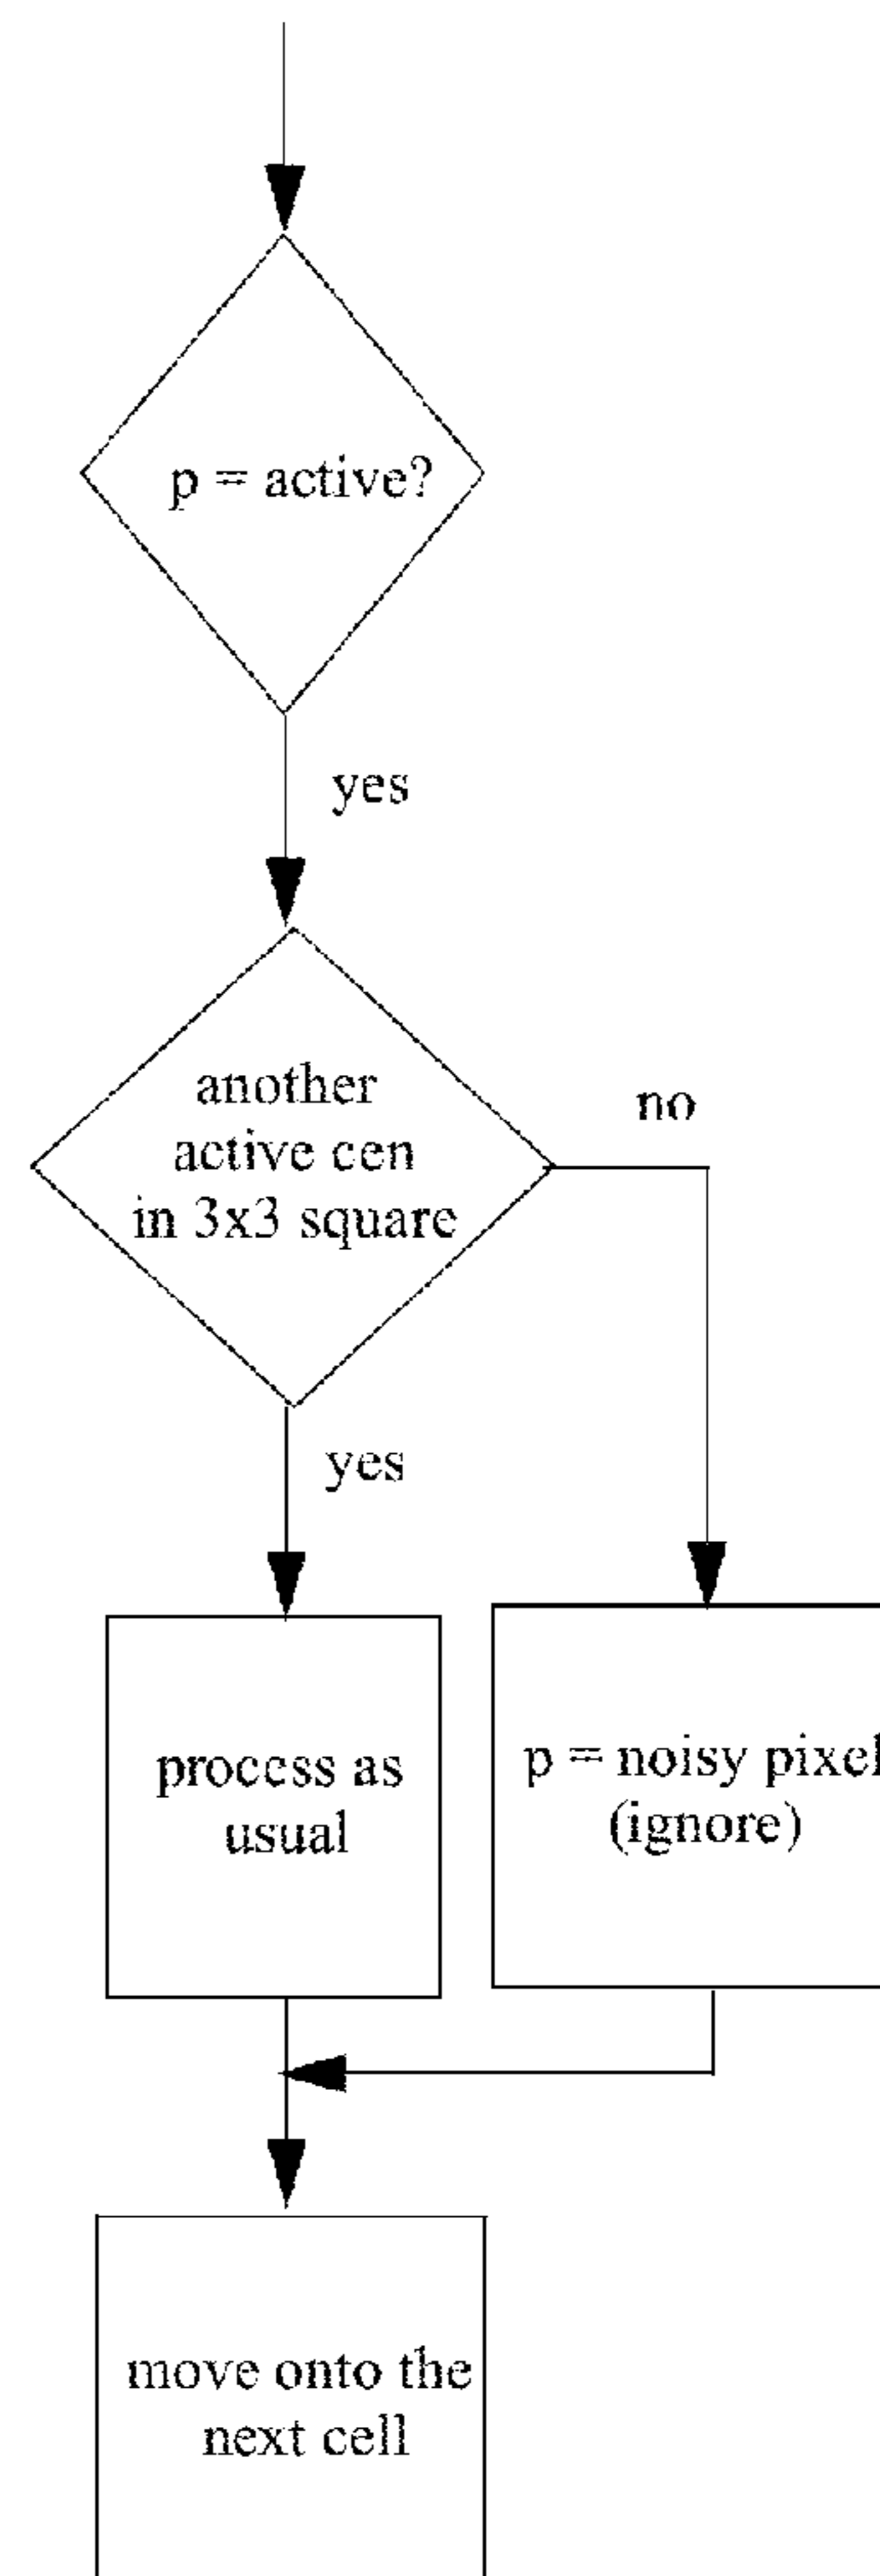 p = active?
yes
another
active cen
in 3x3 square
no
yes
process as
usual
p = noisy pixel
(ignore)
move onto the
next cell